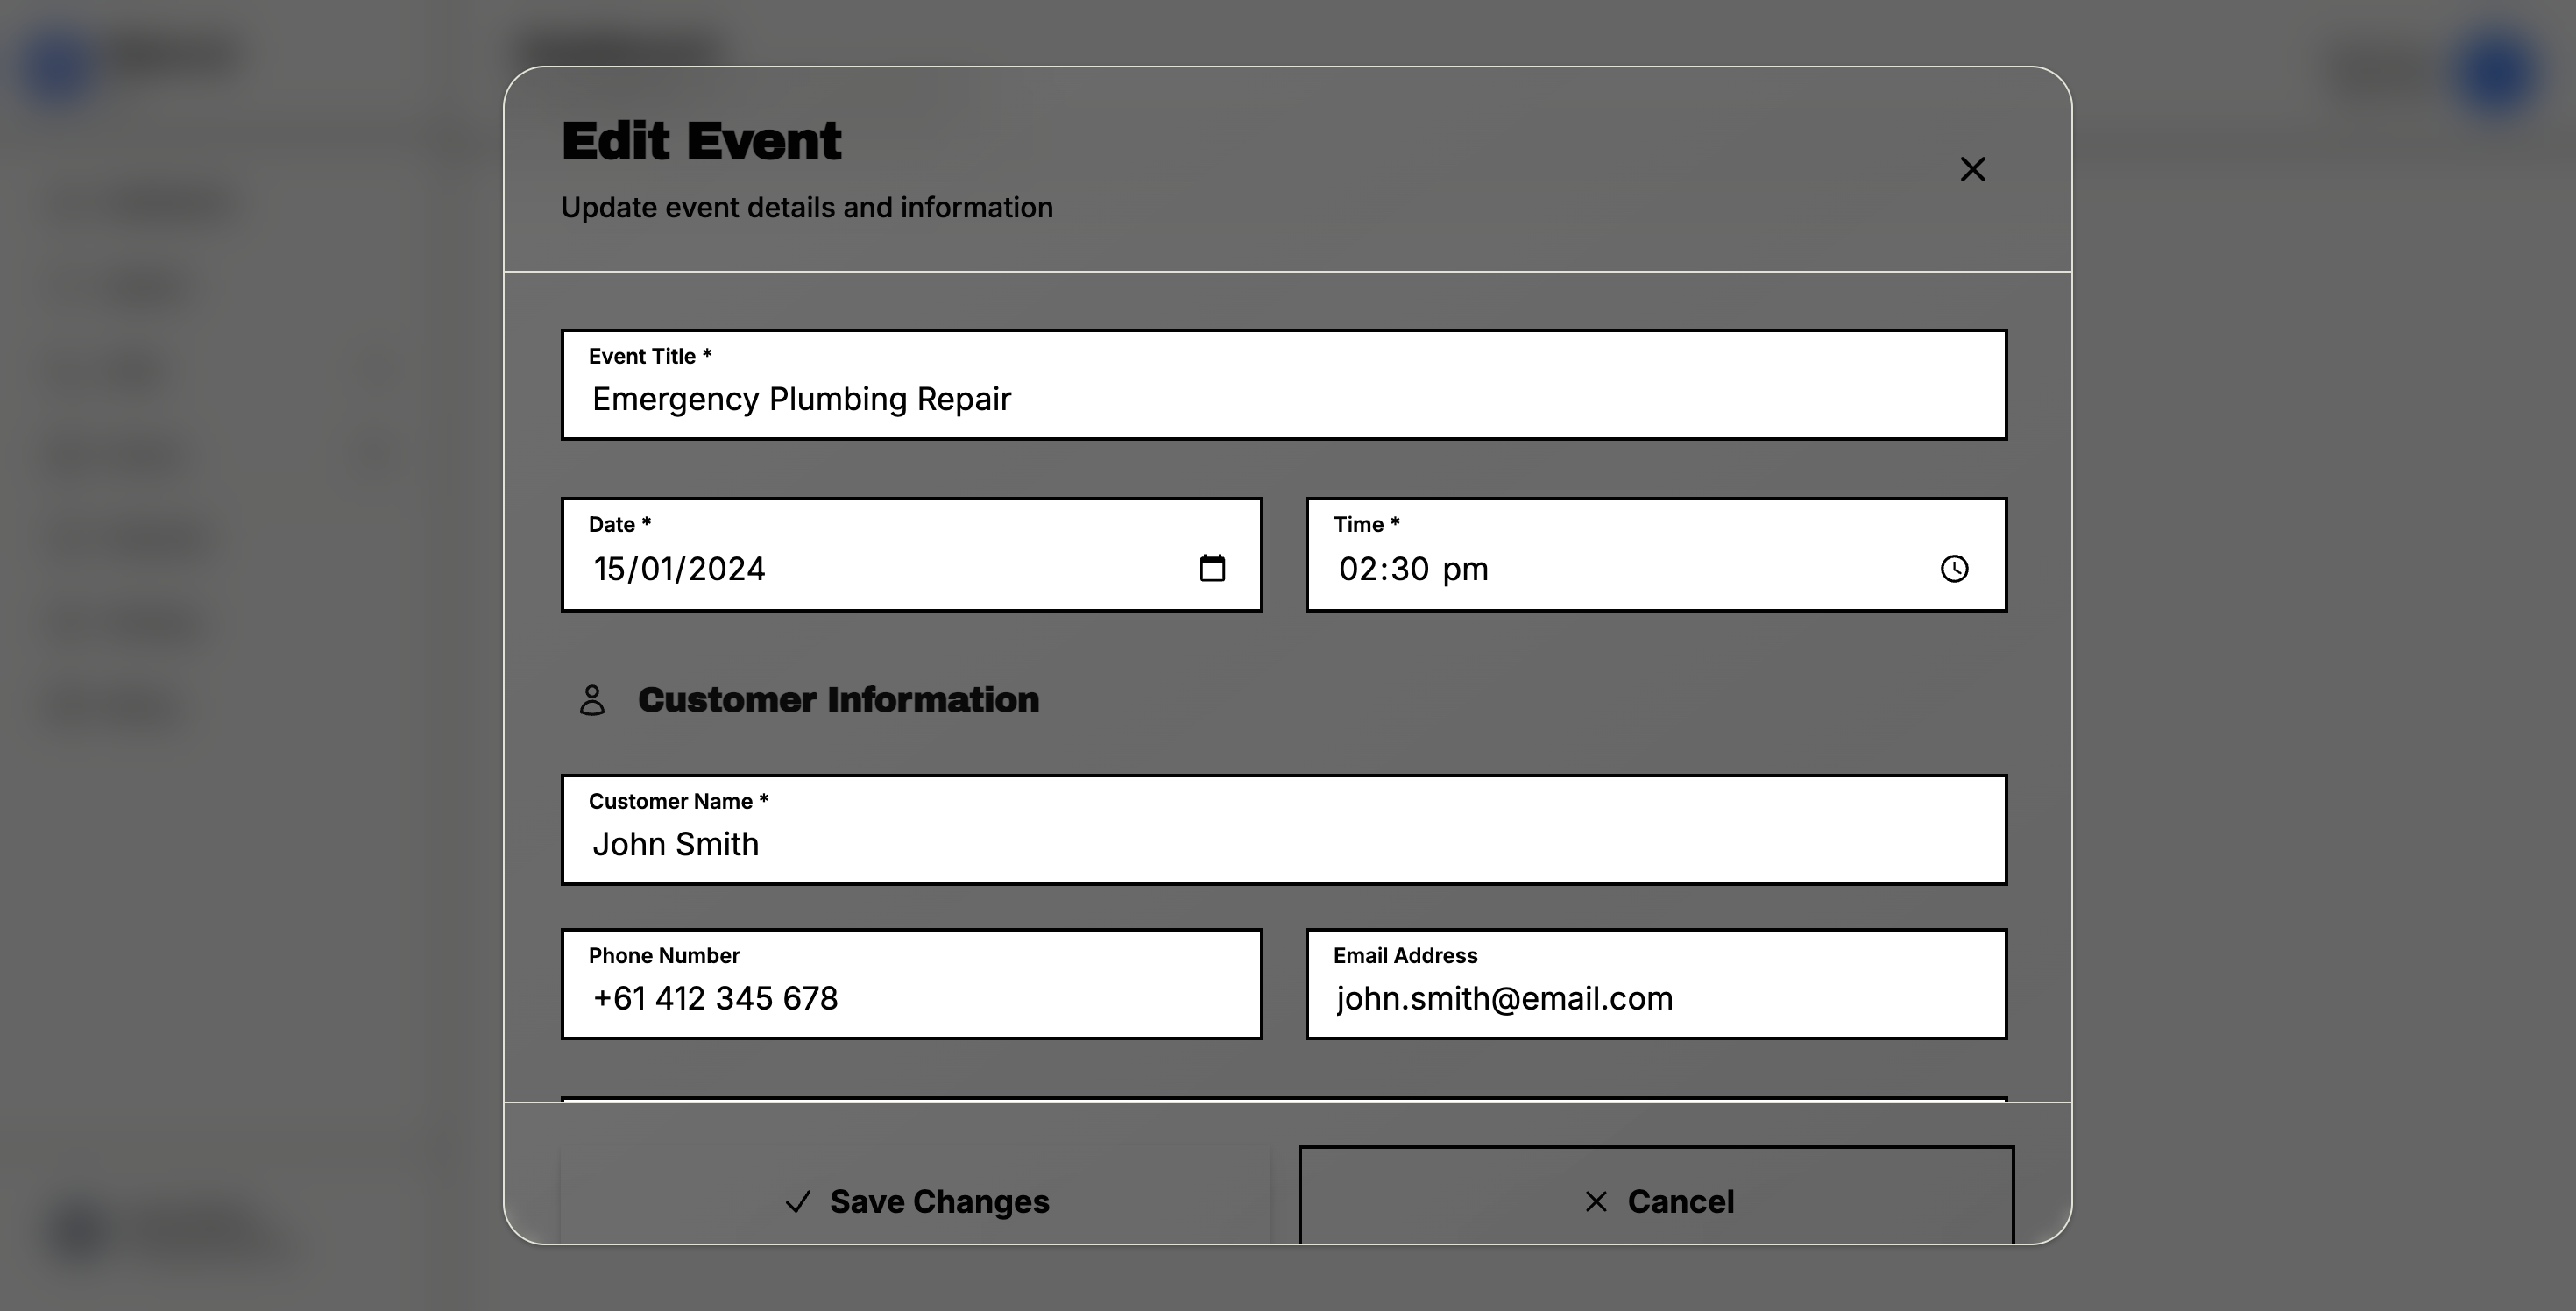 Edit Event
Update event details and information
Event Title *
Emergency Plumbing Repair
Date *
15/01/2024
Time *
02:30 pm
Customer Information
Customer Name *
John Smith
Phone Number
+61 412 345 678
Email Address
john.smith@email.com
Save Changes
Cancel